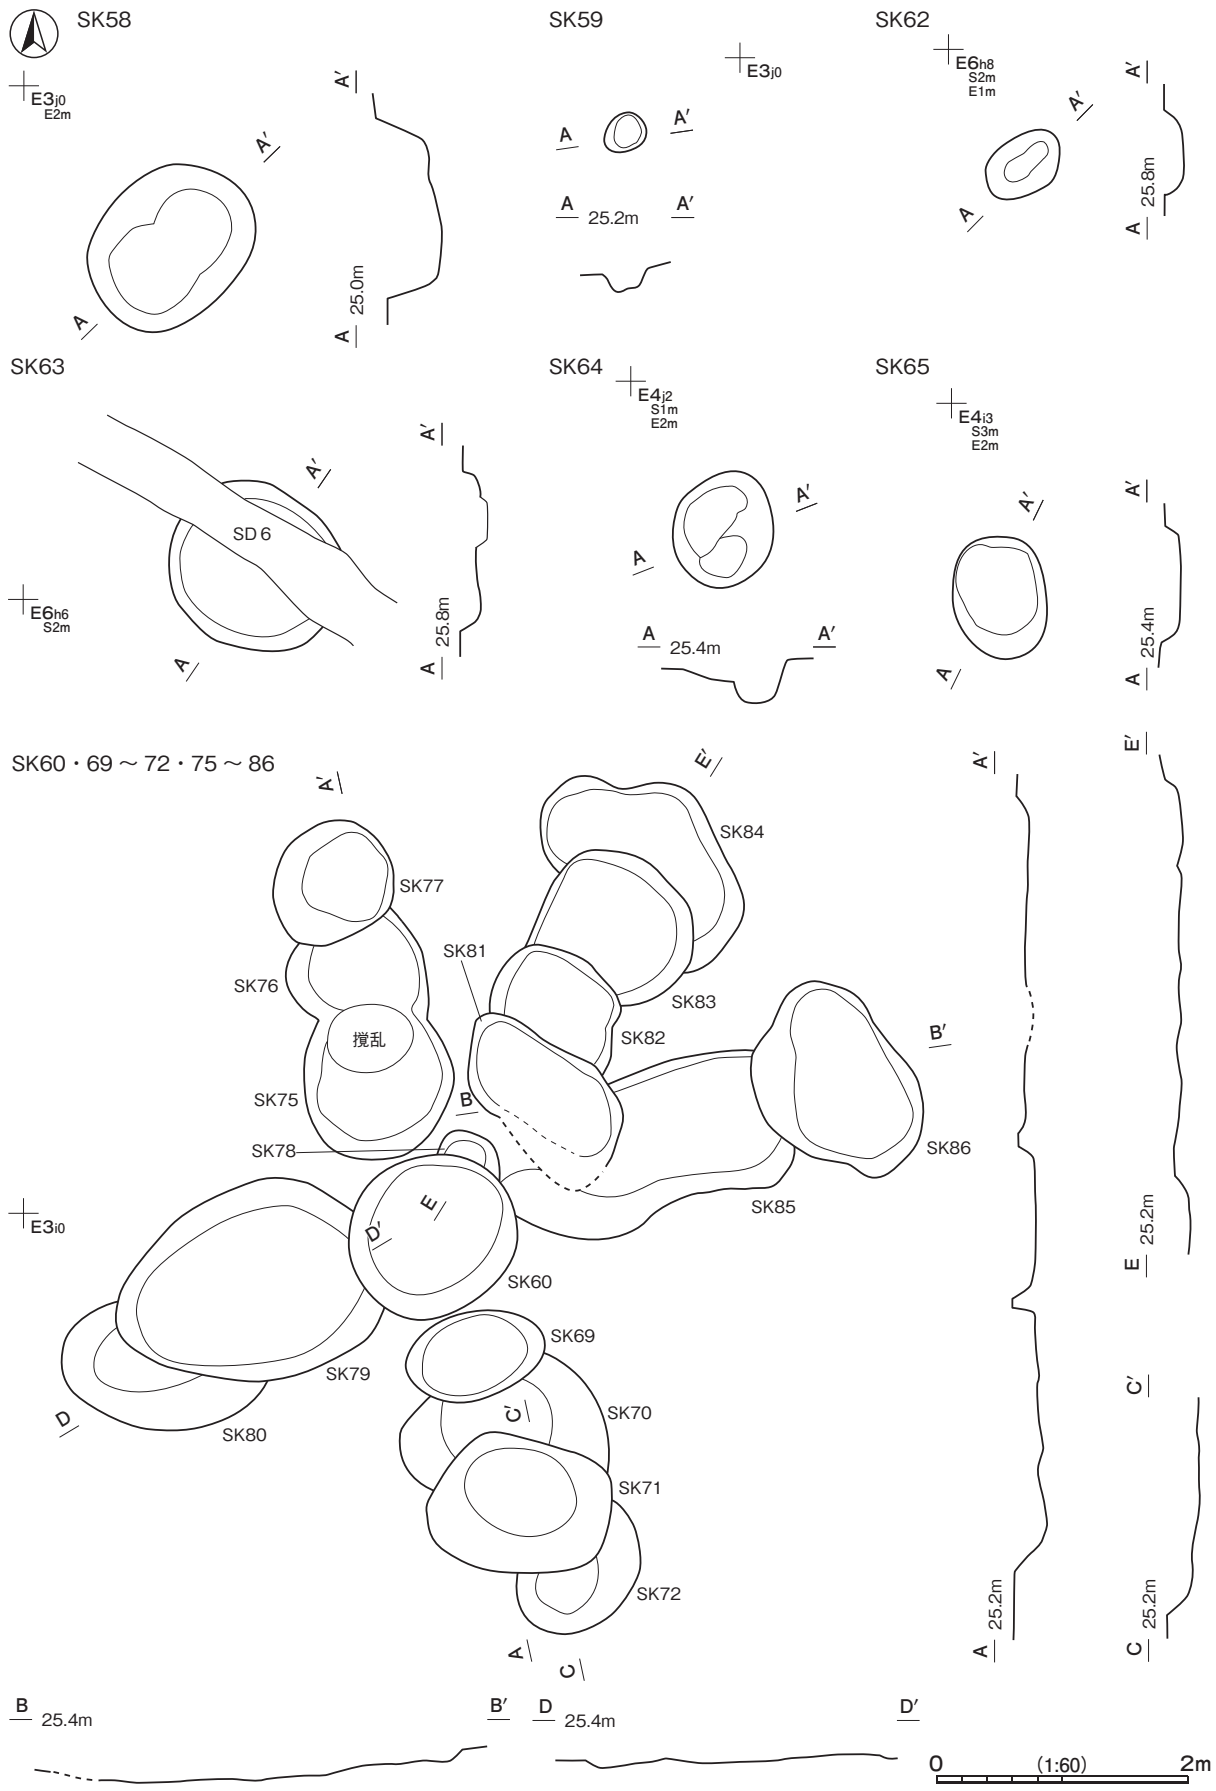 SK58
E3j0
E2m
A
A′
A′
25.0m
A
SK59
E3j0
A
A′
A 25.2m A′
SK62
E6h8
S2m
E1m
A
A′
A′
25.8m
A
SK63
SD6
E6h6
S2m
A
A′
A′
25.8m
A
SK64
E4j2
S1m
E2m
A
A′
A 25.4m A′
SK65
E4i3
S3m
E2m
A
A′
A′
25.4m
A
SK60・69～72・75～86
A′
E′
SK84
SK77
SK81
SK76
SK83
撹乱
SK82
B′
SK75
B
SK78
SK86
E
SK85
E3i0
D′
SK60
SK69
SK79
C′
SK70
D
SK80
SK71
SK72
A
C
A′
25.2m
A
E′
25.2m
E
C′
25.2m
C
B 25.4m B′
D 25.4m D′
0 (1:60) 2m